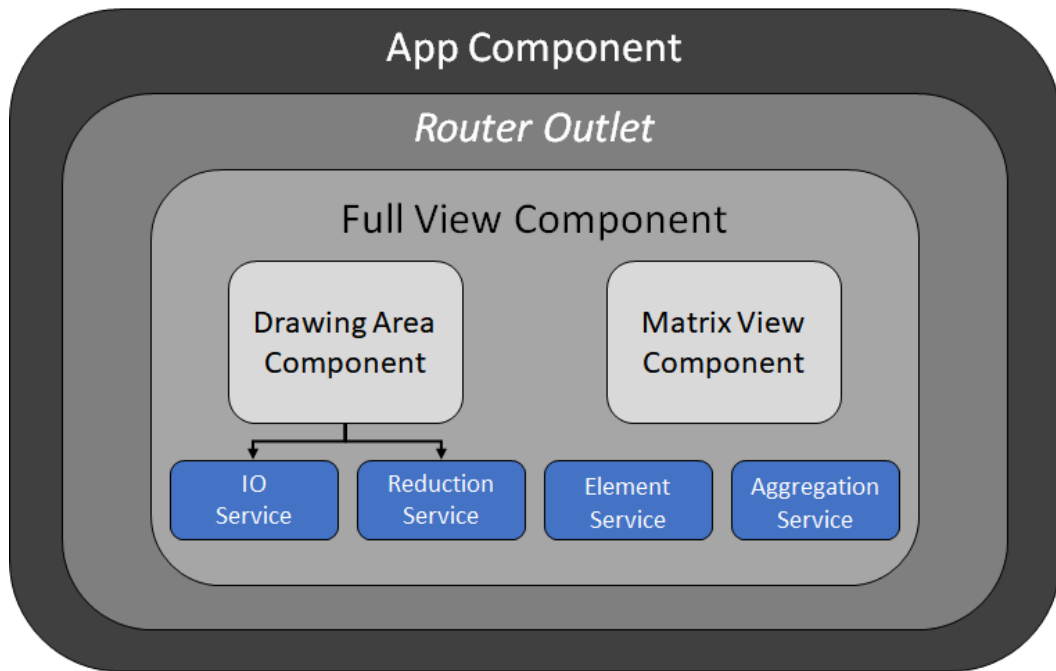 App Component
Router Outlet
Full View Component
Drawing Area
Component
Matrix View
Component
IO
Service
Reduction
Service
Element
Service
Aggregation
Service